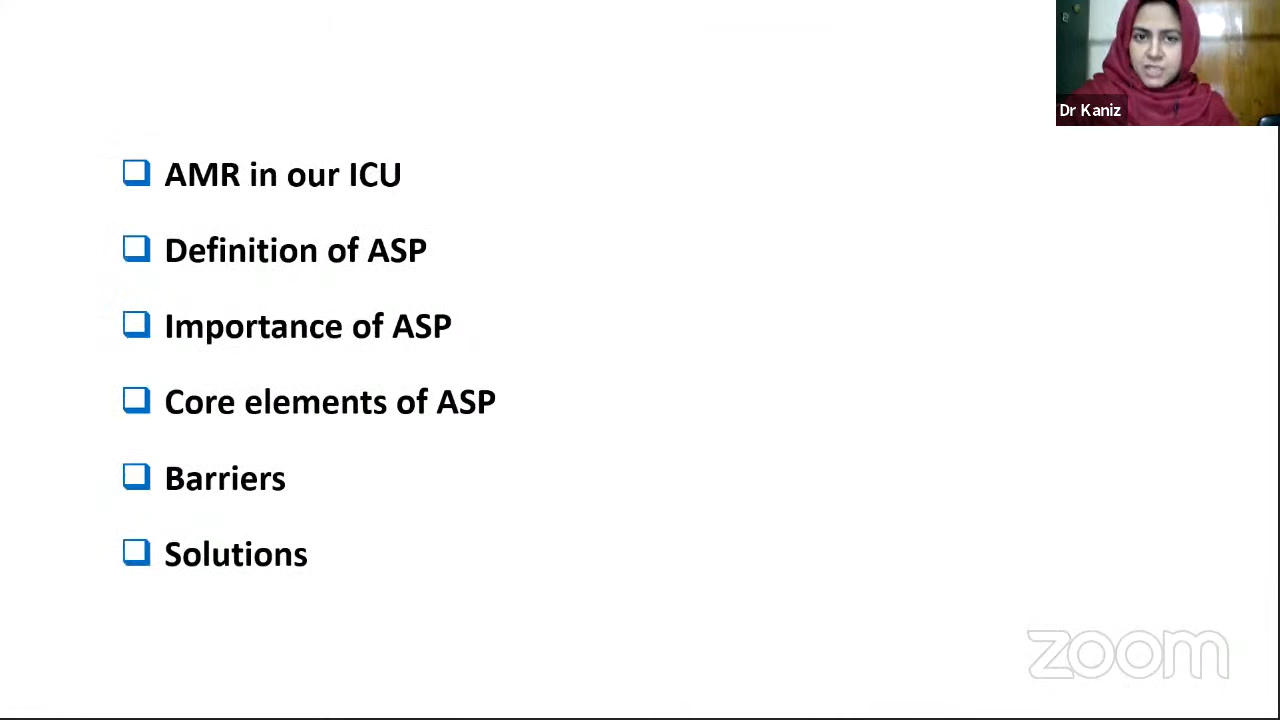 Dr Kaniz
AMR in our ICU
Definition of ASP
Importance of ASP
Core elements of ASP
Barriers
Solutions
zoom